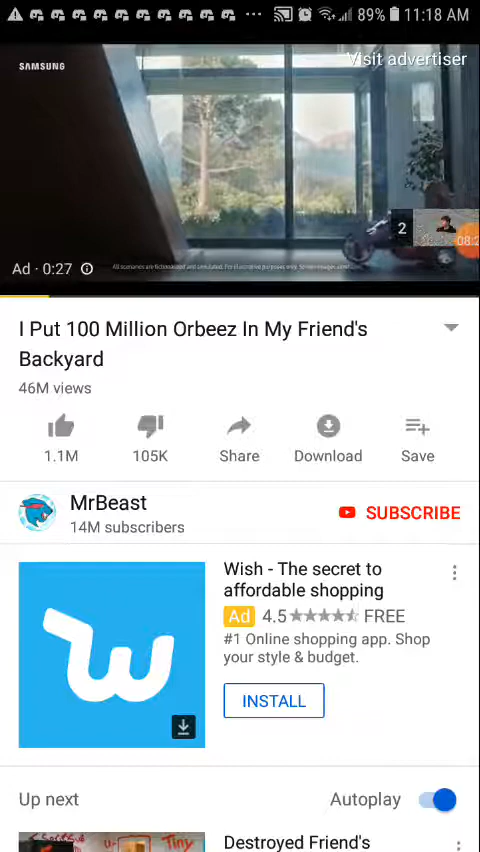 89% 11:18 AM
SAMSUNG
Visit advertiser
2
08:2
Ad · 0:27
I Put 100 Million Orbeez In My Friend's
Backyard
46M views
1.1M 105K Share Download Save
MrBeast
SUBSCRIBE
14M subscribers
Wish - The secret to
affordable shopping
Ad 4.5 FREE
#1 Online shopping app. Shop
your style & budget.
INSTALL
Up next Autoplay
Tiny
Destroyed Friend's